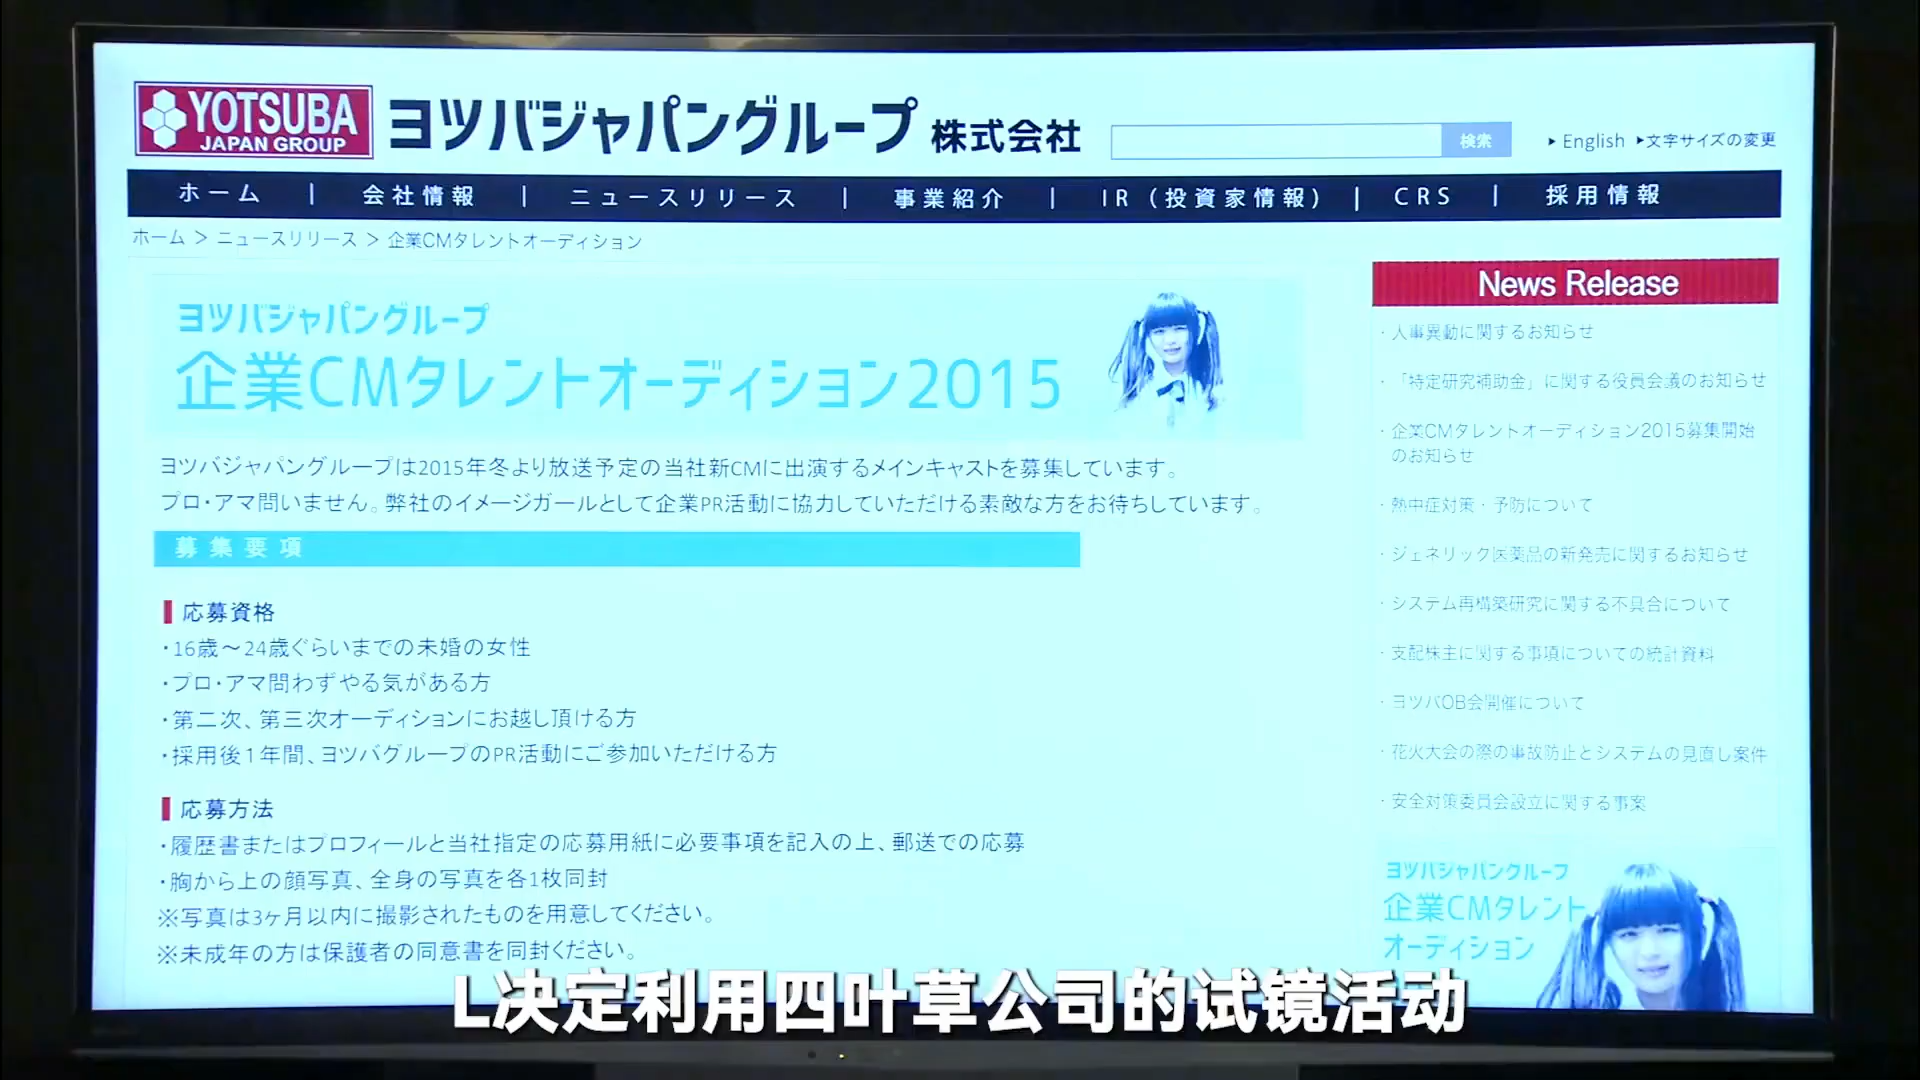 YOTSUBA
JAPAN GROUP
ヨツバジャパングループ 株式会社
検索
English 文字サイズの変更
ホーム | 会社情報 | ニュースリリース | 事業紹介 | IR（投資家情報） | CRS | 採用情報
ホーム > ニュースリリース > 企業CMタレントオーディション
ヨツバジャパングループ
企業CMタレントオーディション2015
ヨツバジャパングループは2015年冬より放送予定の当社新CMに出演するメインキャストを募集しています。
プロ・アマ問いません。弊社のイメージガールとして企業PR活動に協力していただける素敵な方をお待ちしています。
募集要項
応募資格
・16歳～24歳ぐらいまでの未婚の女性
・プロ・アマ問わずやる気がある方
・第二次、第三次オーディションにお越し頂ける方
・採用後1年間、ヨツバグループのPR活動にご参加いただける方
応募方法
・履歴書またはプロフィールと当社指定の応募用紙に必要事項を記入の上、郵送での応募
・胸から上の顔写真、全身の写真を各1枚同封
※写真は3ヶ月以内に撮影されたものを用意してください。
※未成年の方は保護者の同意書を同封ください。
News Release
・人事異動に関するお知らせ
・「特定研究補助金」に関する役員会議のお知らせ
・企業CMタレントオーディション2015募集開始
のお知らせ
・熱中症対策・予防について
・ジェネリック医薬品の新発売に関するお知らせ
・システム再構築研究に関する不具合について
・支配株主に関する事項についての統計資料
・ヨツバOB会開催について
・花火大会の際の事故防止とシステムの見直し案件
・安全対策委員会設立に関する事案
ヨツバジャパングループ
企業CMタレント
オーディション
L决定利用四叶草公司的试镜活动